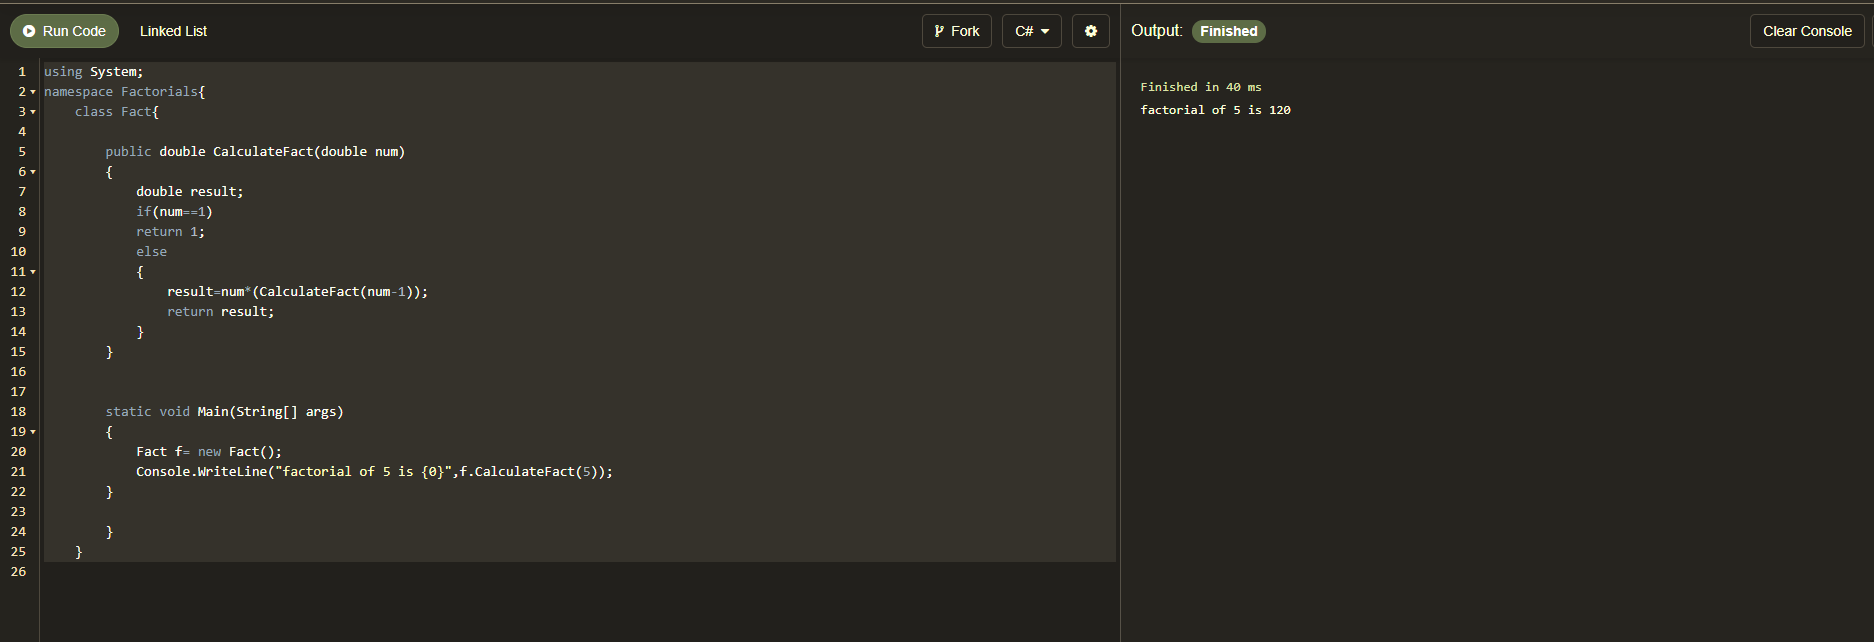 Run Code Linked List Fork C# Output: Finished Clear Console
1 using System;
2 namespace Factorials{
3 class Fact{
4
5 public double CalculateFact(double num)
6 {
7 double result;
8 if(num==1)
9 return 1;
10 else
11 {
12 result=num*(CalculateFact(num-1));
13 return result;
14 }
15 }
16
17
18 static void Main(String[] args)
19 {
20 Fact f= new Fact();
21 Console.WriteLine("factorial of 5 is {0}",f.CalculateFact(5));
22 }
23
24 }
25 }
26
Finished in 40 ms
factorial of 5 is 120